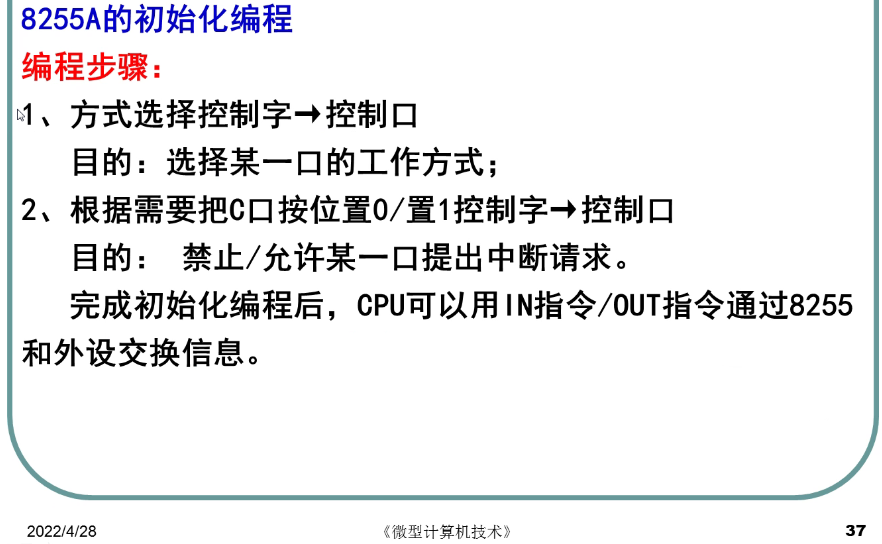 8255A的初始化编程
编程步骤：
1、方式选择控制字→控制口
目的：选择某一口的工作方式；
2、根据需要把C口按位置0/置1控制字→控制口
目的： 禁止/允许某一口提出中断请求。
完成初始化编程后，CPU可以用IN指令/OUT指令通过8255
和外设交换信息。
2022/4/28 《微型计算机技术》 37